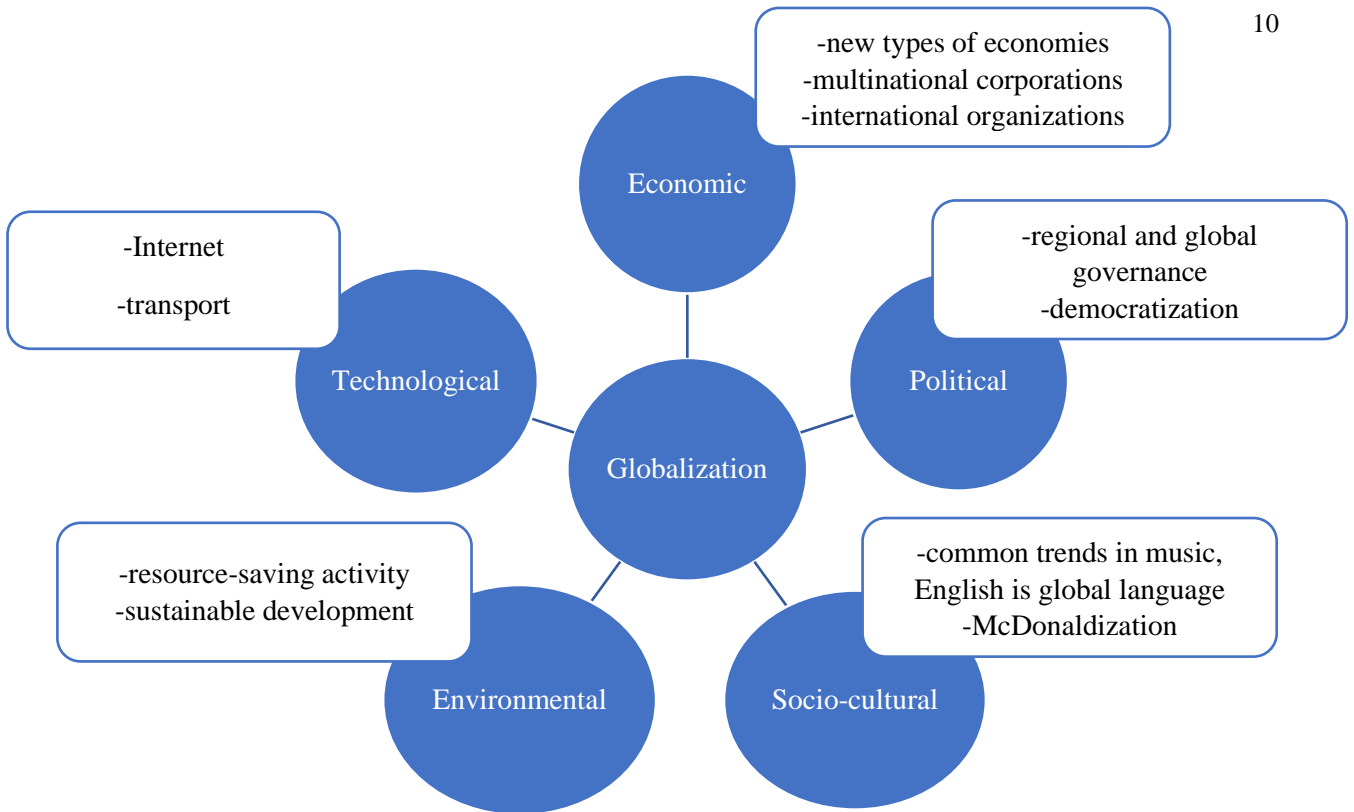 10
-new types of economies
-multinational corporations
-international organizations
Economic
-Internet
-transport
Technological
-regional and global
governance
-democratization
Political
Globalization
-resource-saving activity
-sustainable development
Environmental
-common trends in music,
English is global language
-McDonaldization
Socio-cultural